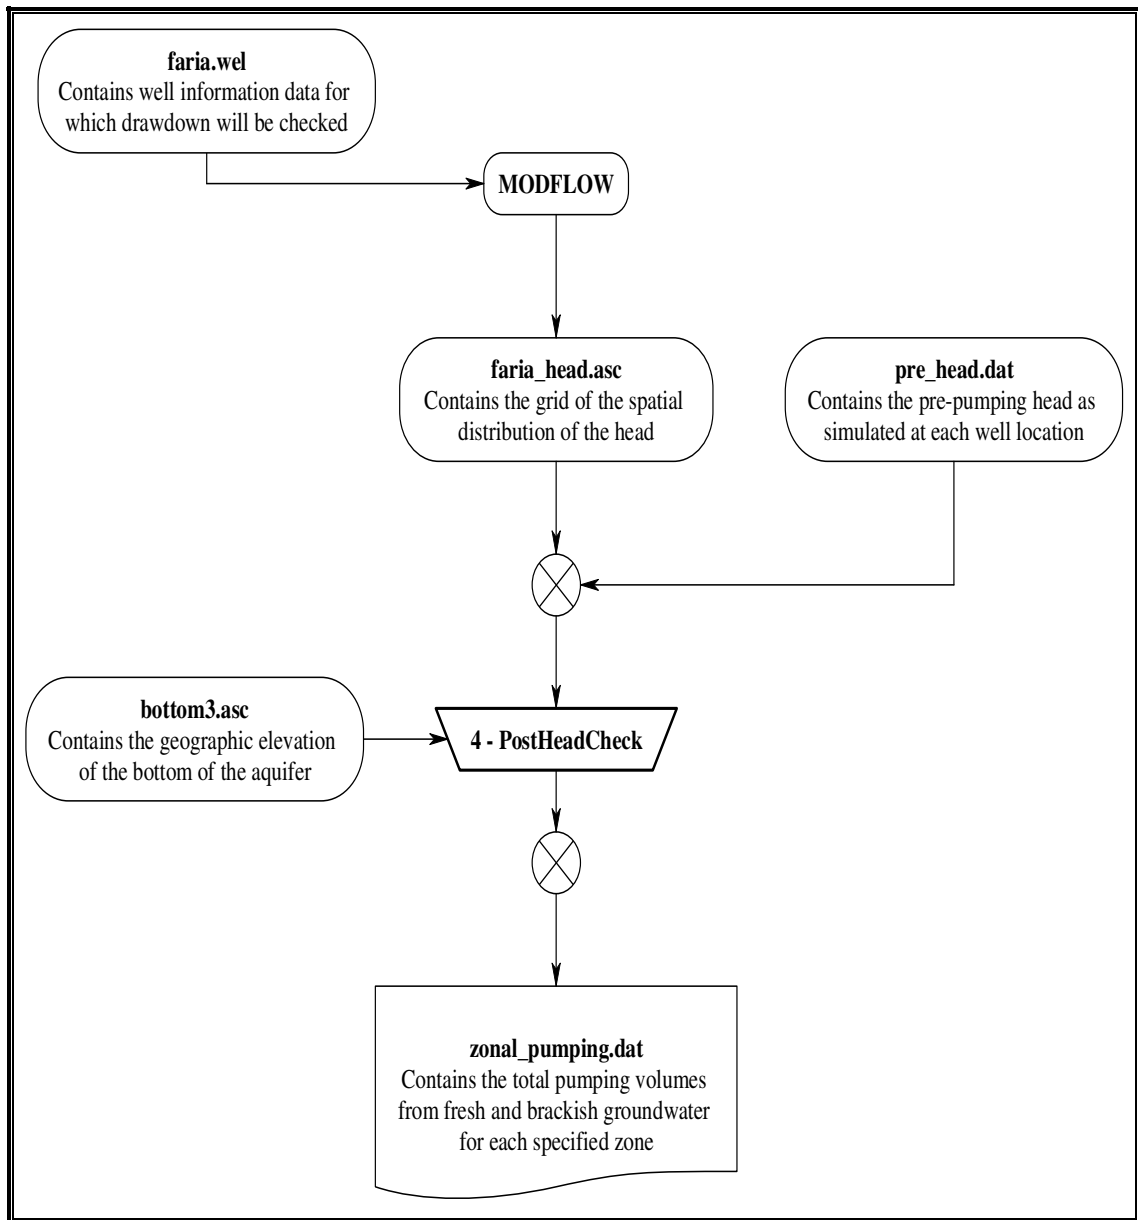 faria.wel
Contains well information data for
which drawdown will be checked
MODFLOW
faria_head.asc
Contains the grid of the spatial
distribution of the head
pre_head.dat
Contains the pre-pumping head as
simulated at each well location
bottom3.asc
Contains the geographic elevation
of the bottom of the aquifer
4 - PostHeadCheck
zonal_pumping.dat
Contains the total pumping volumes
from fresh and brackish groundwater
for each specified zone